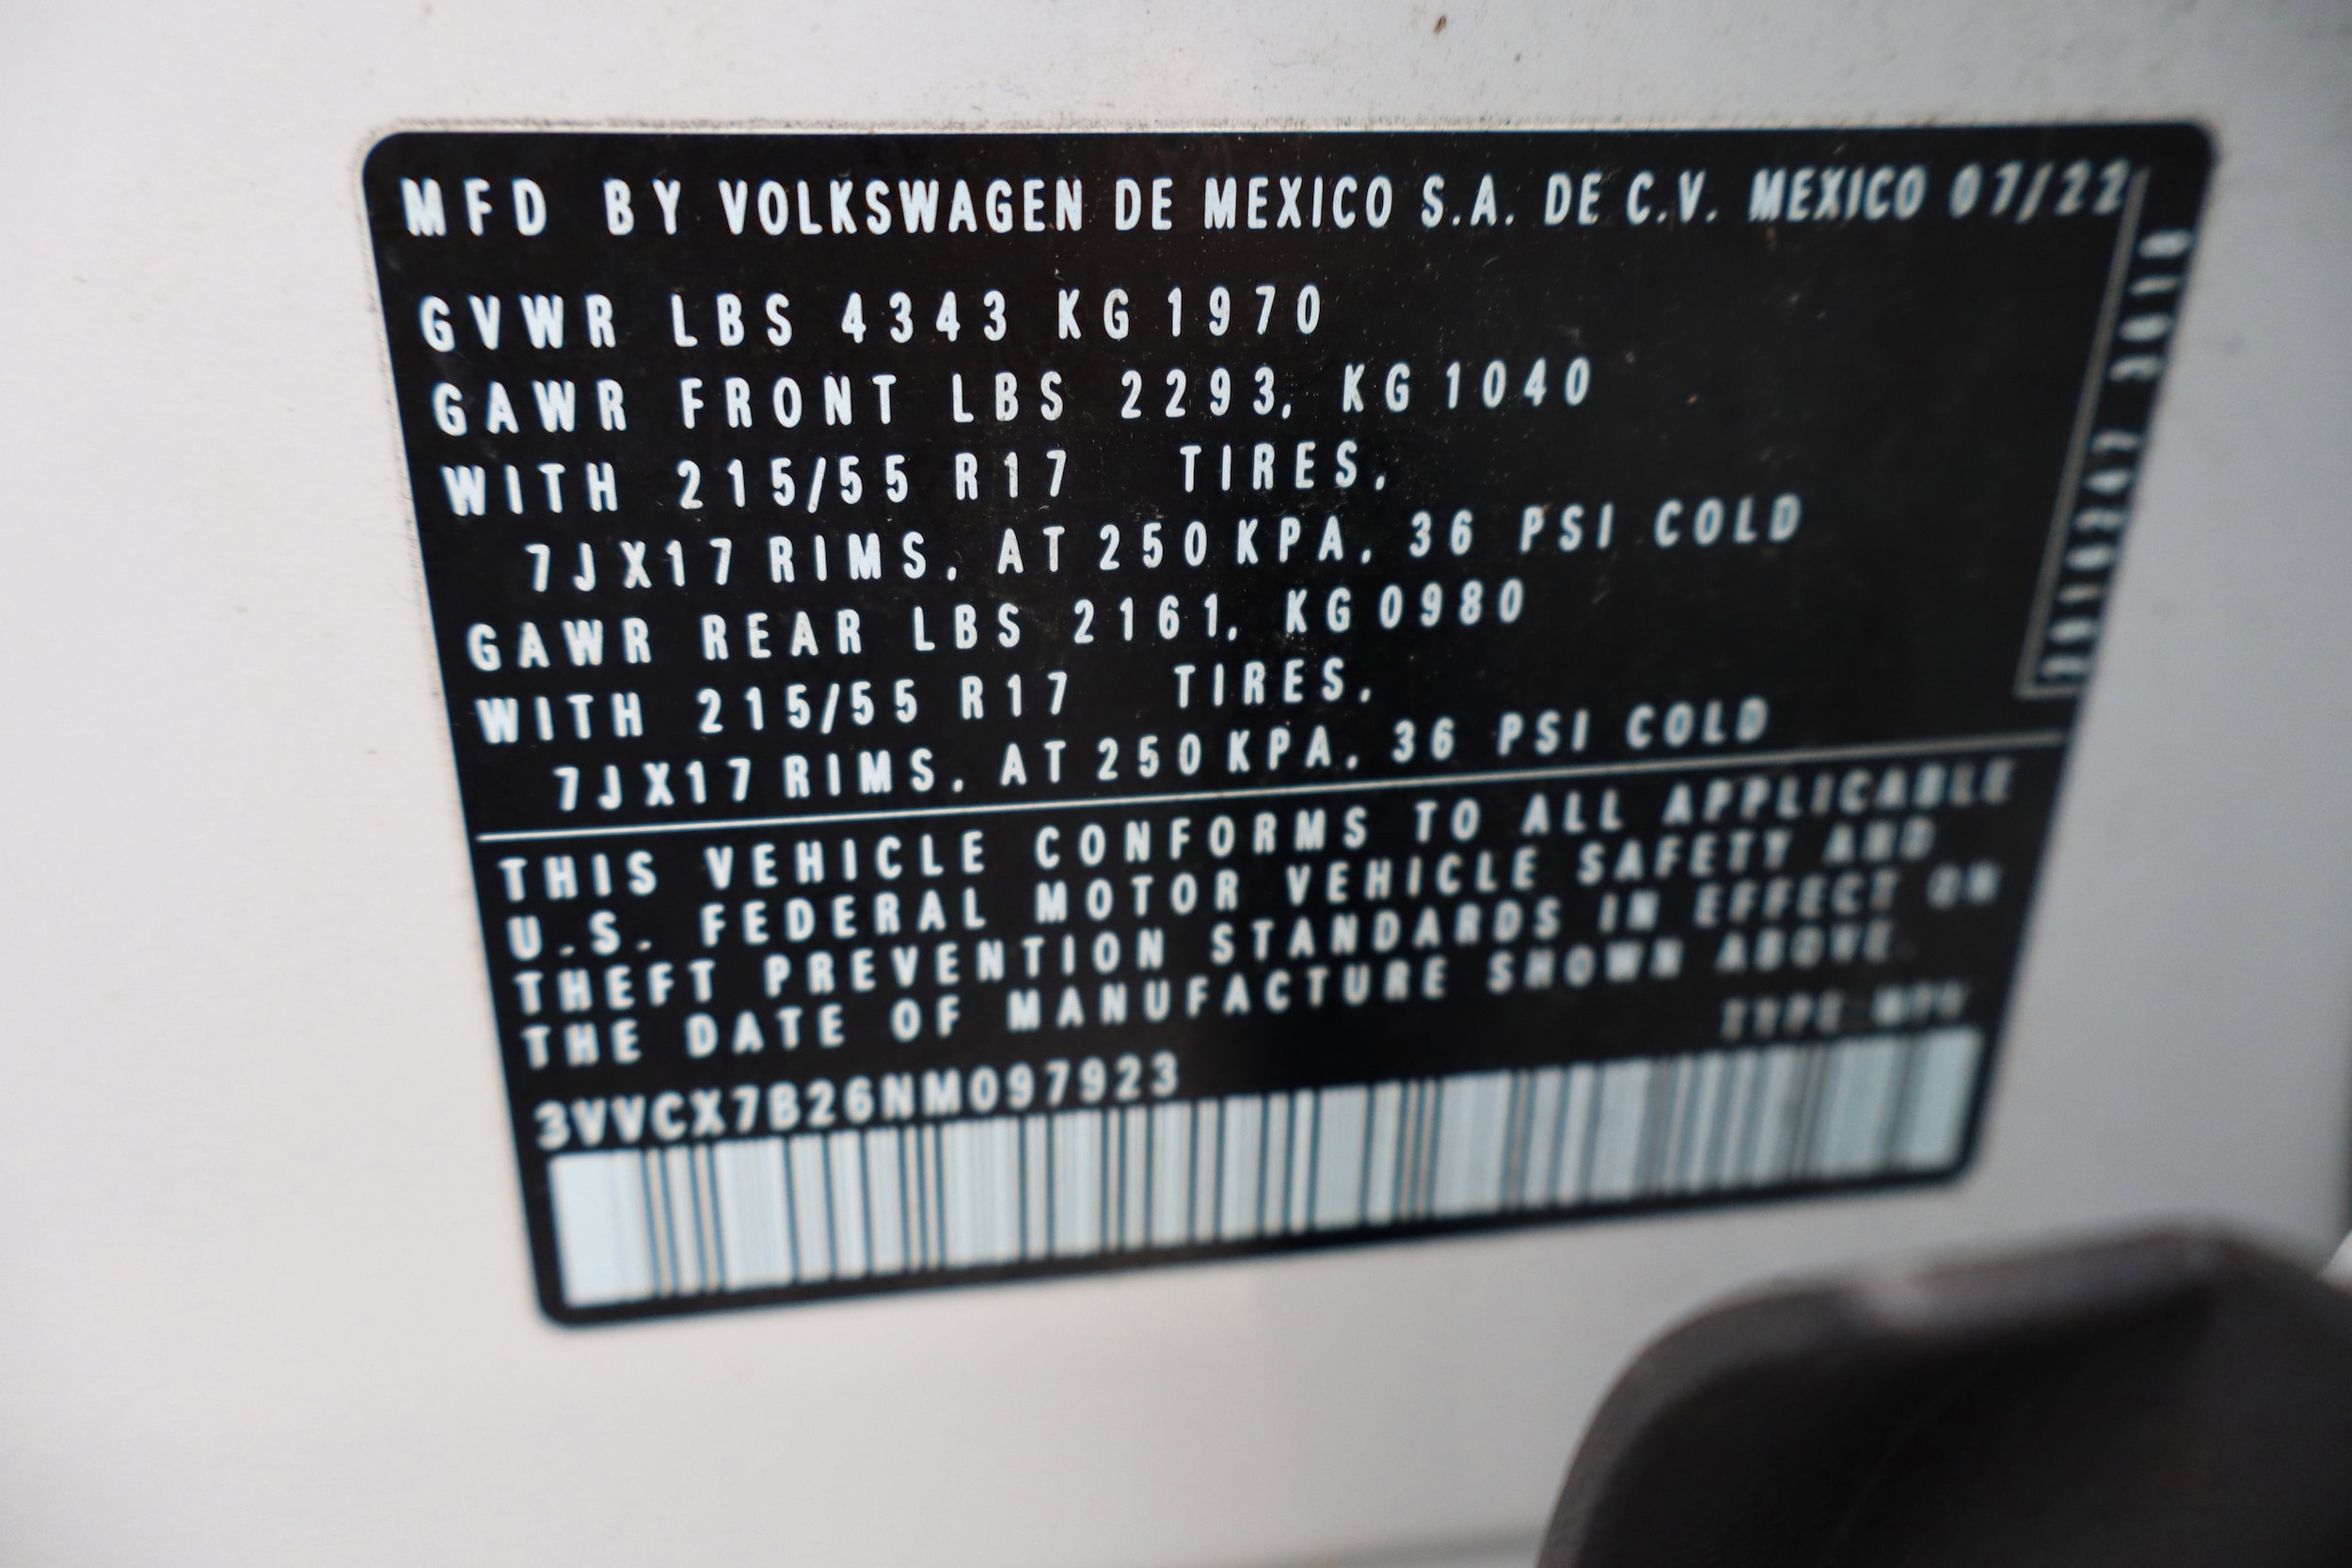 MFD BY VOLKSWAGEN DE MEXICO S.A. DE C.V. MEXICO 07/22
GVWR LBS 4343 KG 1970
GAWR FRONT LBS 2293, KG 1040
WITH 215/55 R17 TIRES,
7JX17 RIMS, AT 250 KPA, 36 PSI COLD
GAWR REAR LBS 2161, KG 0980
WITH 215/55 R17 TIRES,
7JX17 RIMS, AT 250 KPA, 36 PSI COLD
THIS VEHICLE CONFORMS TO ALL APPLICABLE
U.S. FEDERAL MOTOR VEHICLE SAFETY AND
THEFT PREVENTION STANDARDS IN EFFECT ON
THE DATE OF MANUFACTURE SHOWN ABOVE.
TYPE: MPV
3VVCX7B26NM097923